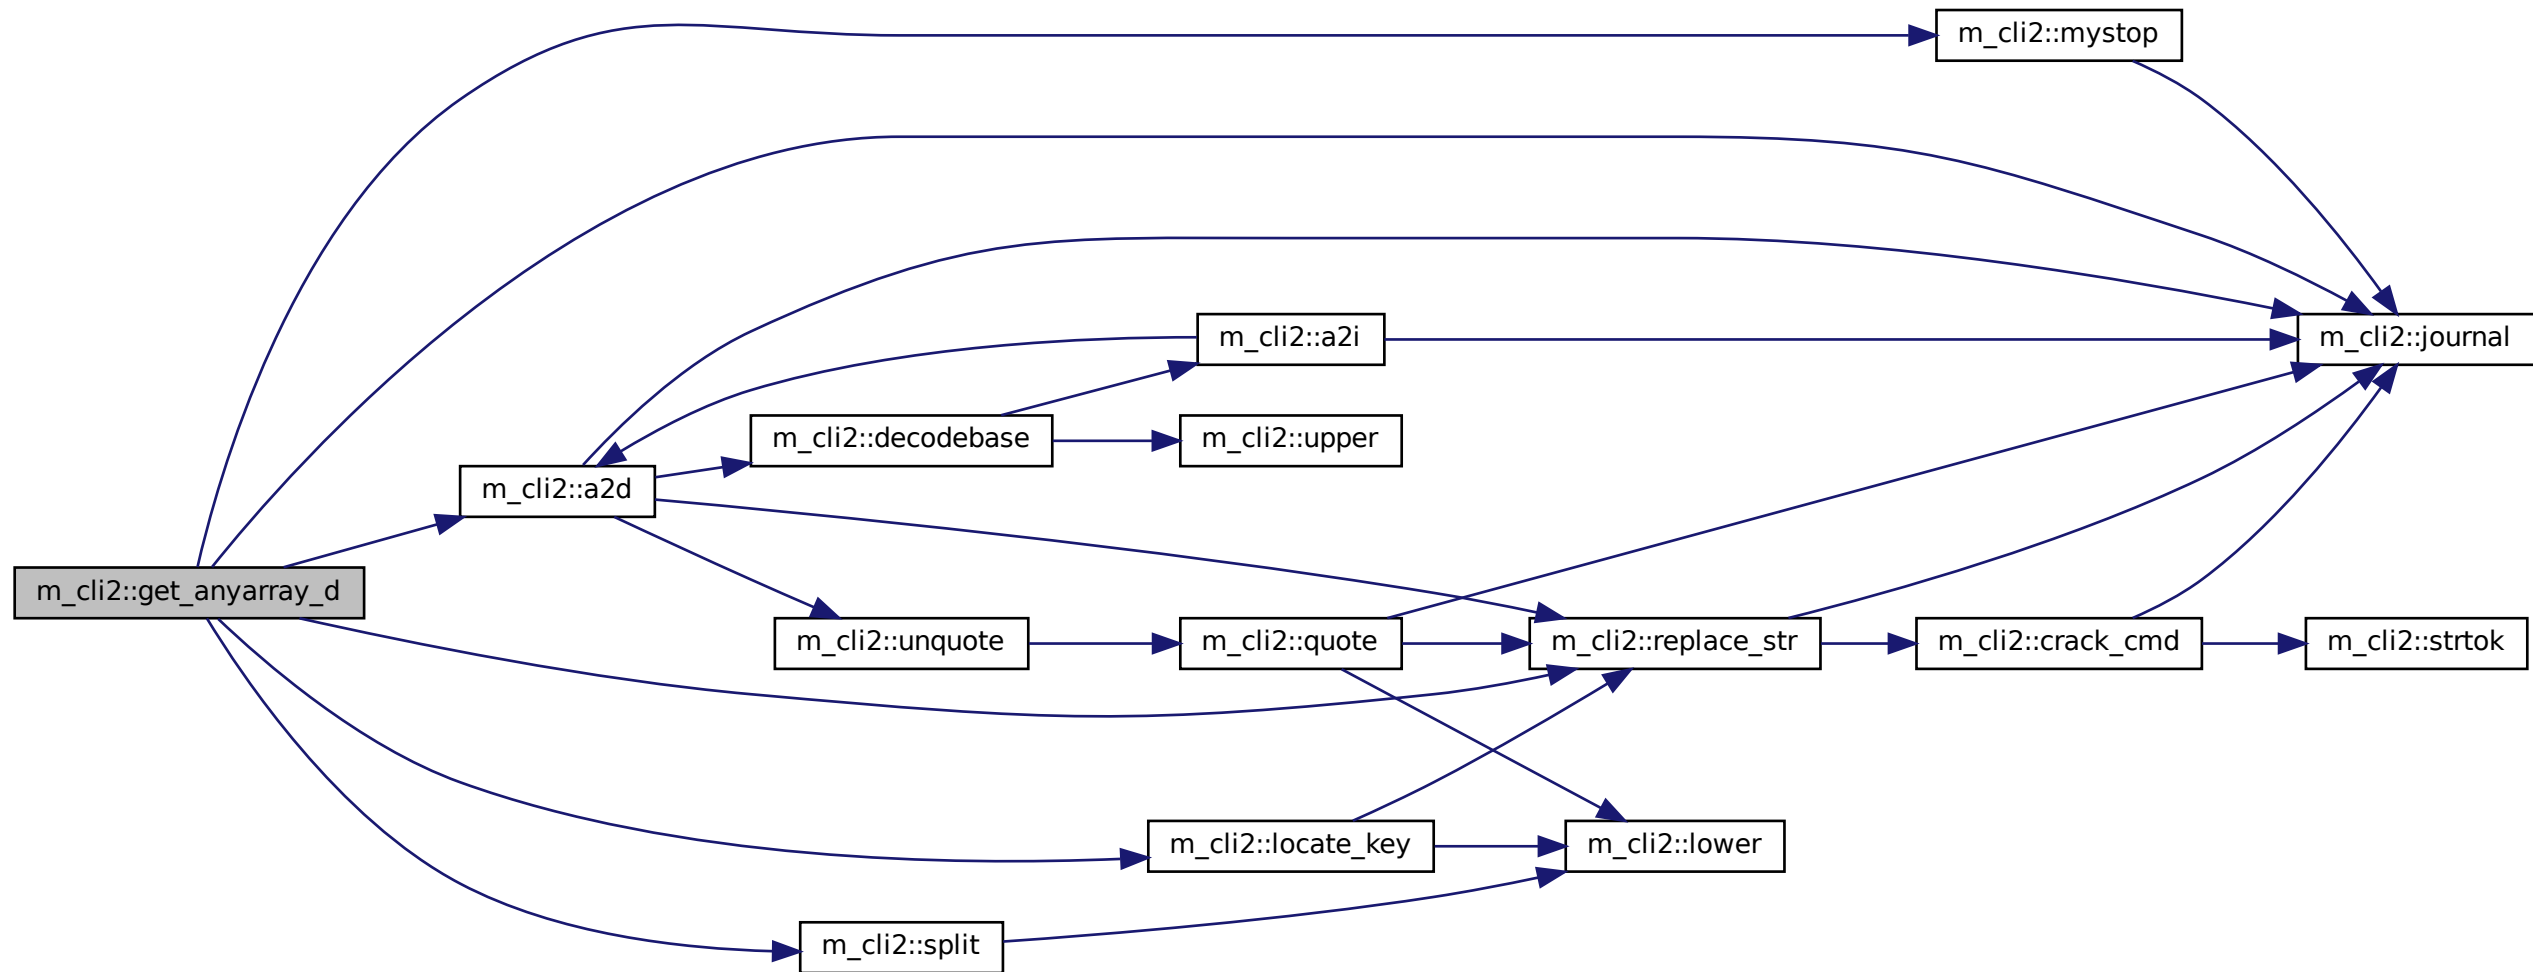 m_cli2::mystop
m_cli2::journal
m_cli2::a2i
m_cli2::decodebase
m_cli2::upper
m_cli2::a2d
m_cli2::get_anyarray_d
m_cli2::unquote
m_cli2::quote
m_cli2::replace_str
m_cli2::crack_cmd
m_cli2::strtok
m_cli2::locate_key
m_cli2::lower
m_cli2::split